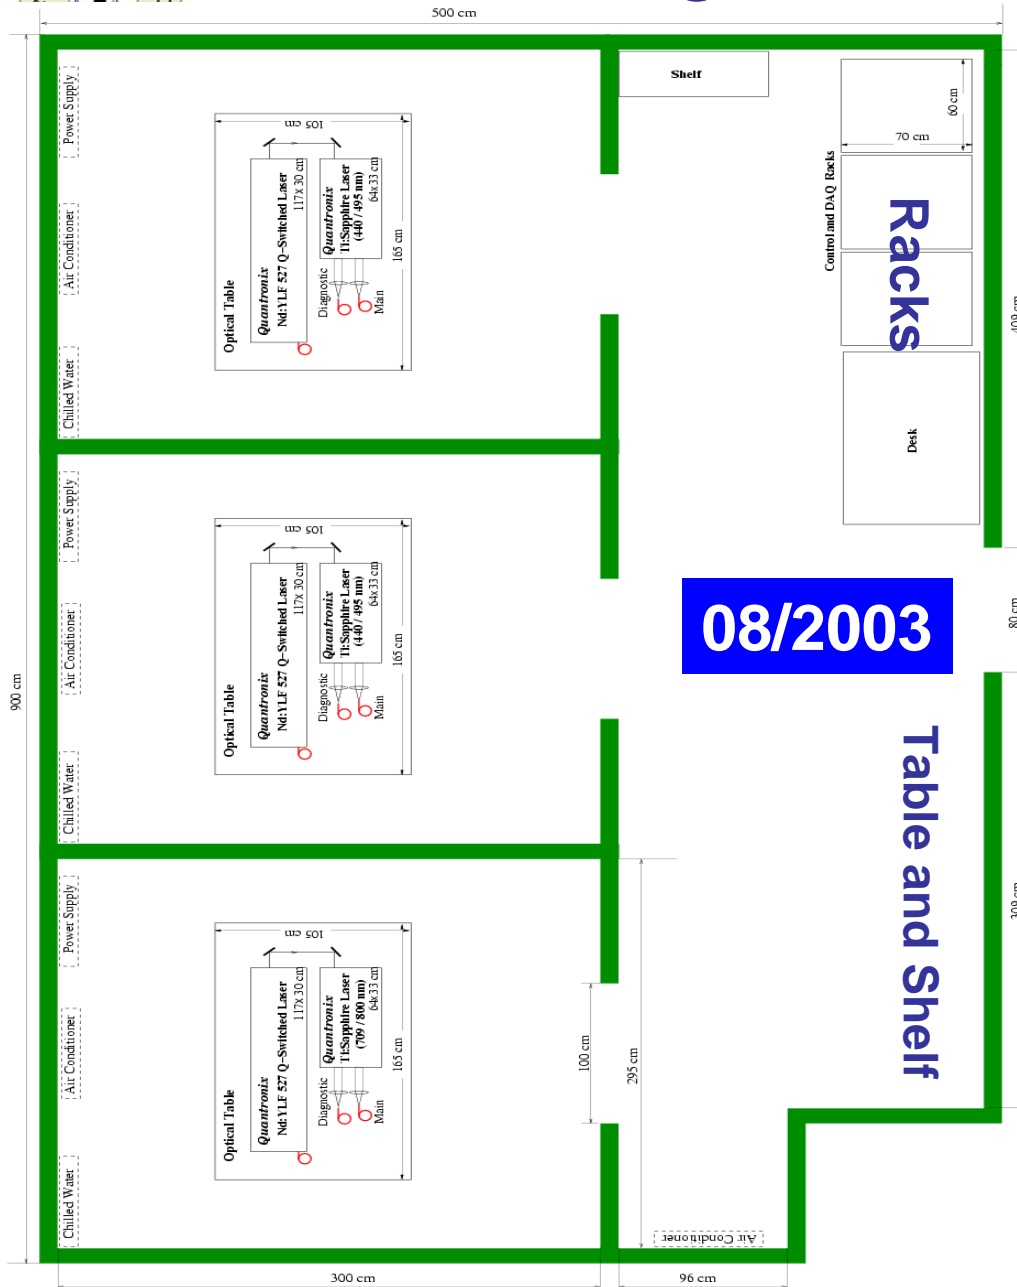 500 cm
Shelf
60 cm
70 cm
Control and DAQ Racks
Racks
Desk
409 cm
80 cm
08/2003
Table and Shelf
900 cm
Power Supply
Air Conditioner
Chilled Water
Optical Table
105 cm
165 cm
Quantronix
Nd:YLF 527 Q-Switched Laser
117x 30 cm
Quantronix
Ti:Sapphire Laser
(440 / 495 nm)
64x33 cm
Diagnostic
Main
Power Supply
Air Conditioner
Chilled Water
Optical Table
105 cm
165 cm
Quantronix
Nd:YLF 527 Q-Switched Laser
117x 30 cm
Quantronix
Ti:Sapphire Laser
(440 / 495 nm)
64x33 cm
Diagnostic
Main
Power Supply
Air Conditioner
Chilled Water
Optical Table
105 cm
165 cm
Quantronix
Nd:YLF 527 Q-Switched Laser
117x 30 cm
Quantronix
Ti:Sapphire Laser
(709 / 800 nm)
64x33 cm
Diagnostic
Main
100 cm
295 cm
Air Conditioner
300 cm
96 cm